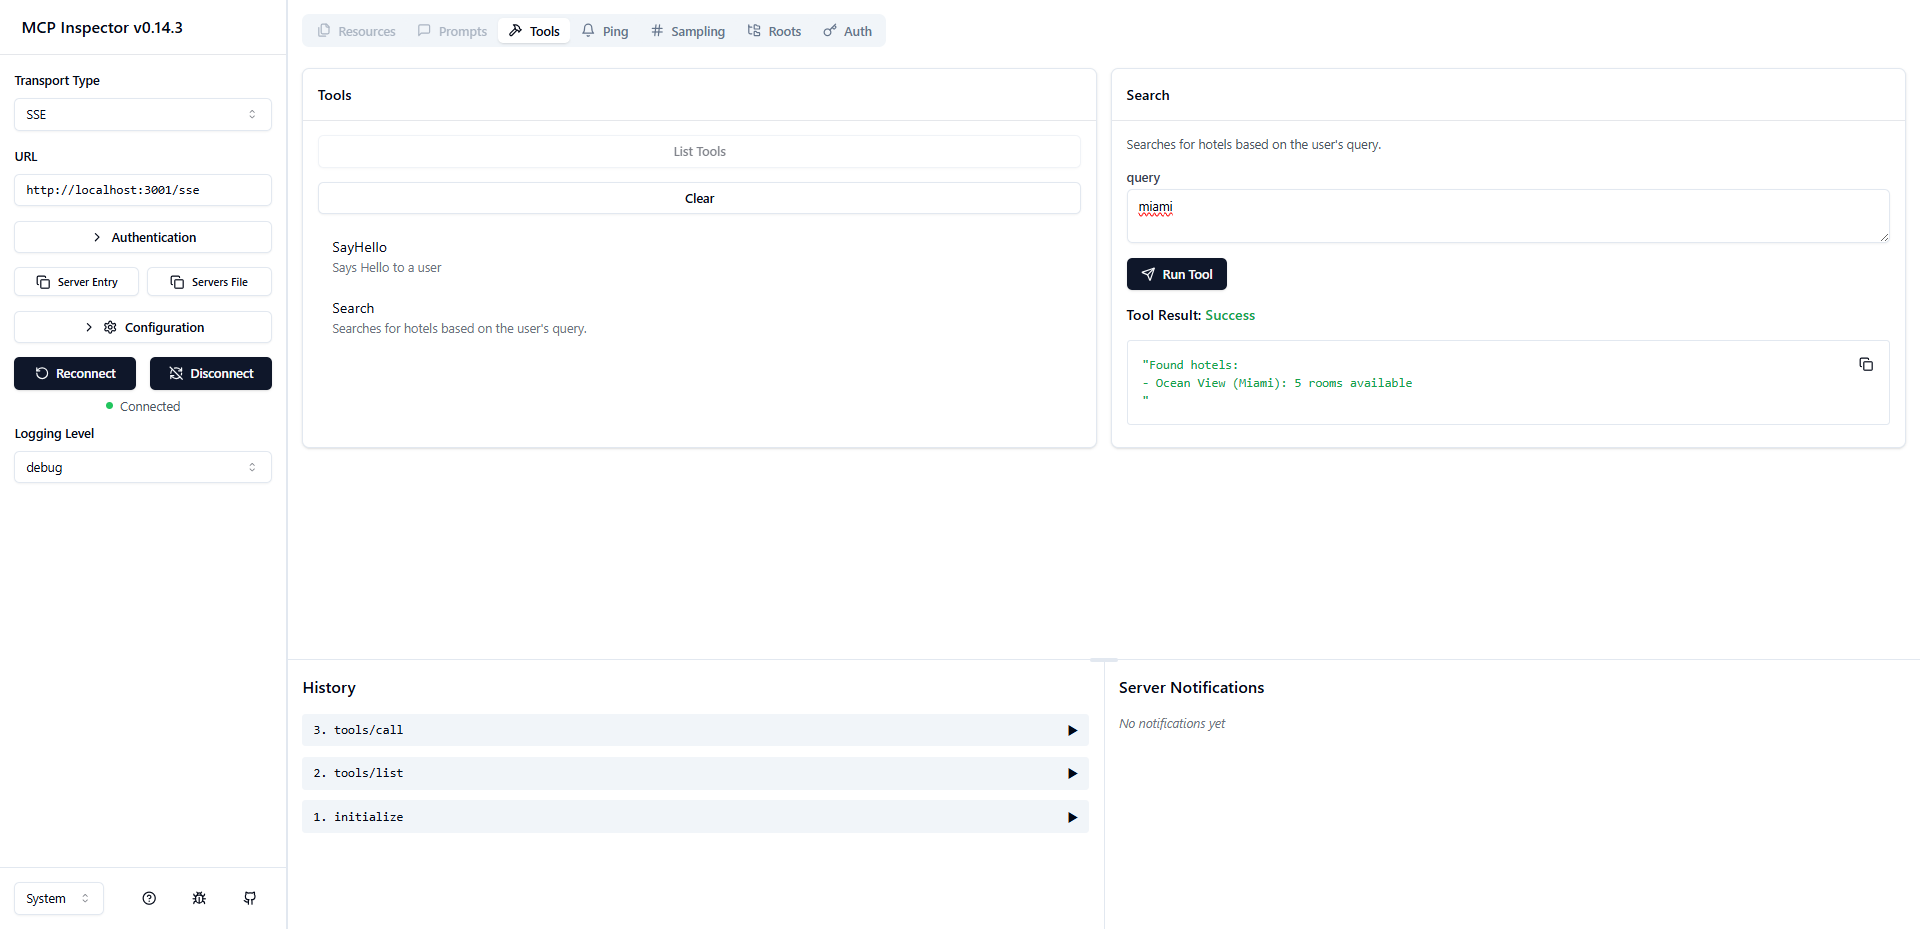 MCP Inspector v0.14.3
Transport Type
SSE
URL
http://localhost:3001/sse
Authentication
Server Entry
Servers File
Configuration
Reconnect
Disconnect
Connected
Logging Level
debug
System
Resources
Prompts
Tools
Ping
Sampling
Roots
Auth
Tools
List Tools
Clear
SayHello
Says Hello to a user
Search
Searches for hotels based on the user's query.
Search
Searches for hotels based on the user's query.
query
miami
Run Tool
Tool Result: Success
"Found hotels:
- Ocean View (Miami): 5 rooms available
"
History
3. tools/call
2. tools/list
1. initialize
Server Notifications
No notifications yet